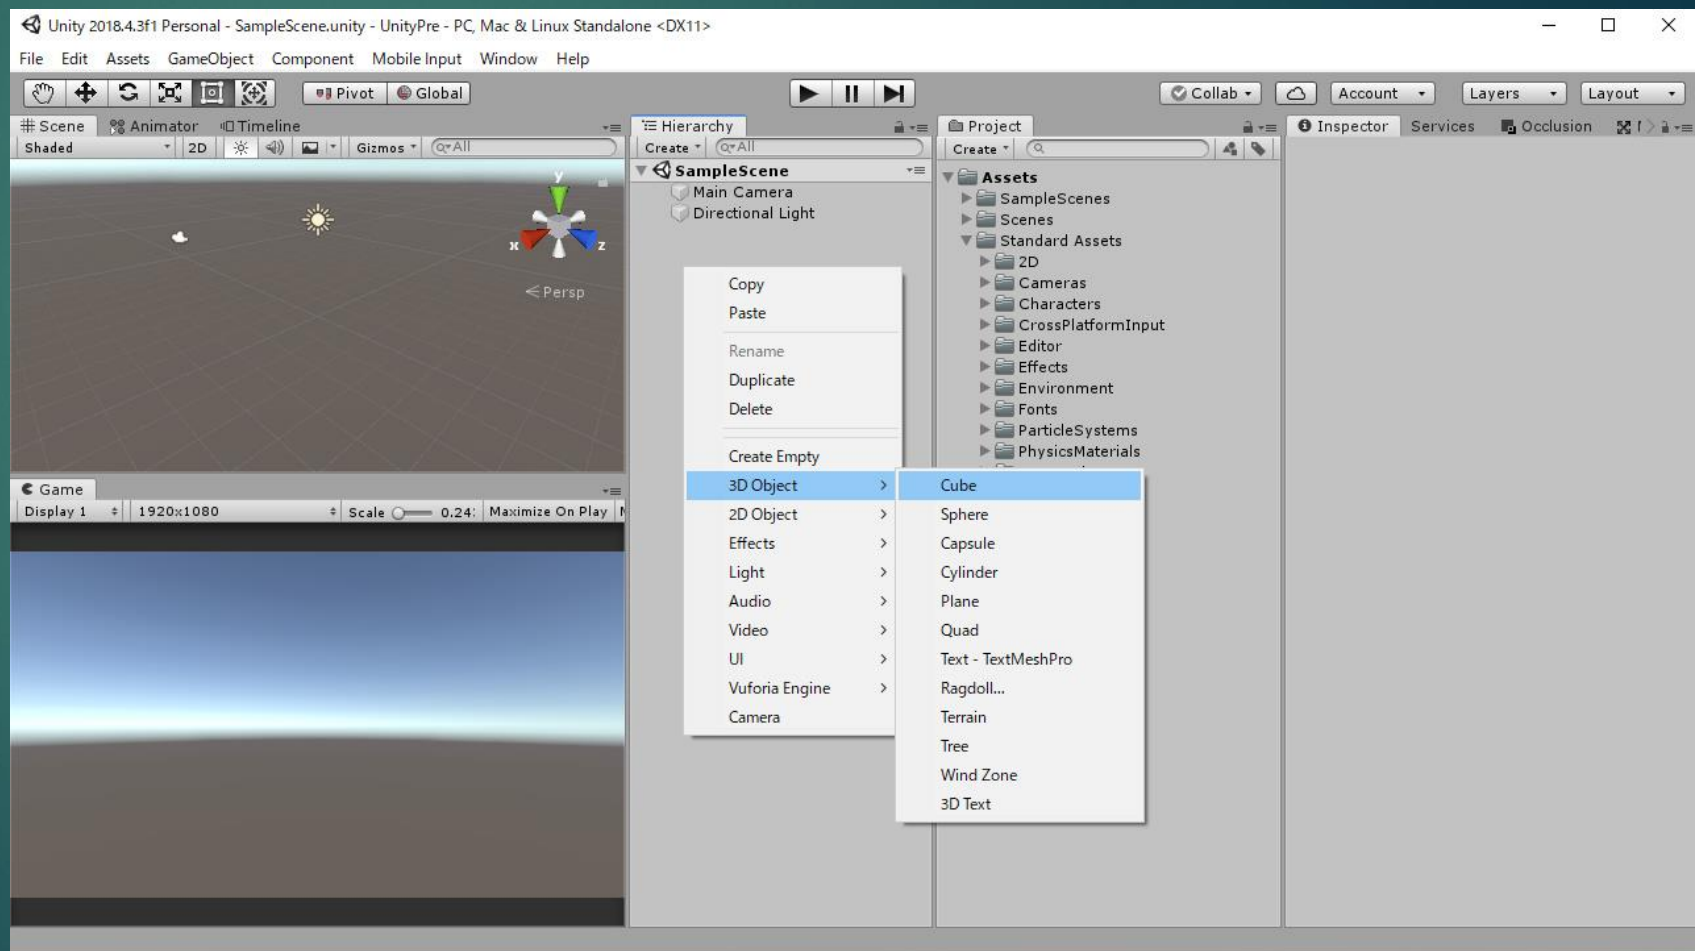 Unity 2018.4.3f1 Personal - SampleScene.unity - UnityPre - PC, Mac & Linux Standalone <DX11>
File Edit Assets GameObject Component Mobile Input Window Help
Pivot Global Collab Account Layers Layout
Scene Animator Timeline
Shaded 2D Gizmos All
y
x
z
Persp
Game
Display 1 1920x1080 Scale 0.24 Maximize On Play
Hierarchy
Create All
SampleScene
Main Camera
Directional Light
Copy
Paste
Rename
Duplicate
Delete
Create Empty
3D Object
2D Object
Effects
Light
Audio
Video
UI
Vuforia Engine
Camera
Cube
Sphere
Capsule
Cylinder
Plane
Quad
Text - TextMeshPro
Ragdoll...
Terrain
Tree
Wind Zone
3D Text
Project
Create
Assets
SampleScenes
Scenes
Standard Assets
2D
Cameras
Characters
CrossPlatformInput
Editor
Effects
Environment
Fonts
ParticleSystems
PhysicsMaterials
Inspector Services Occlusion